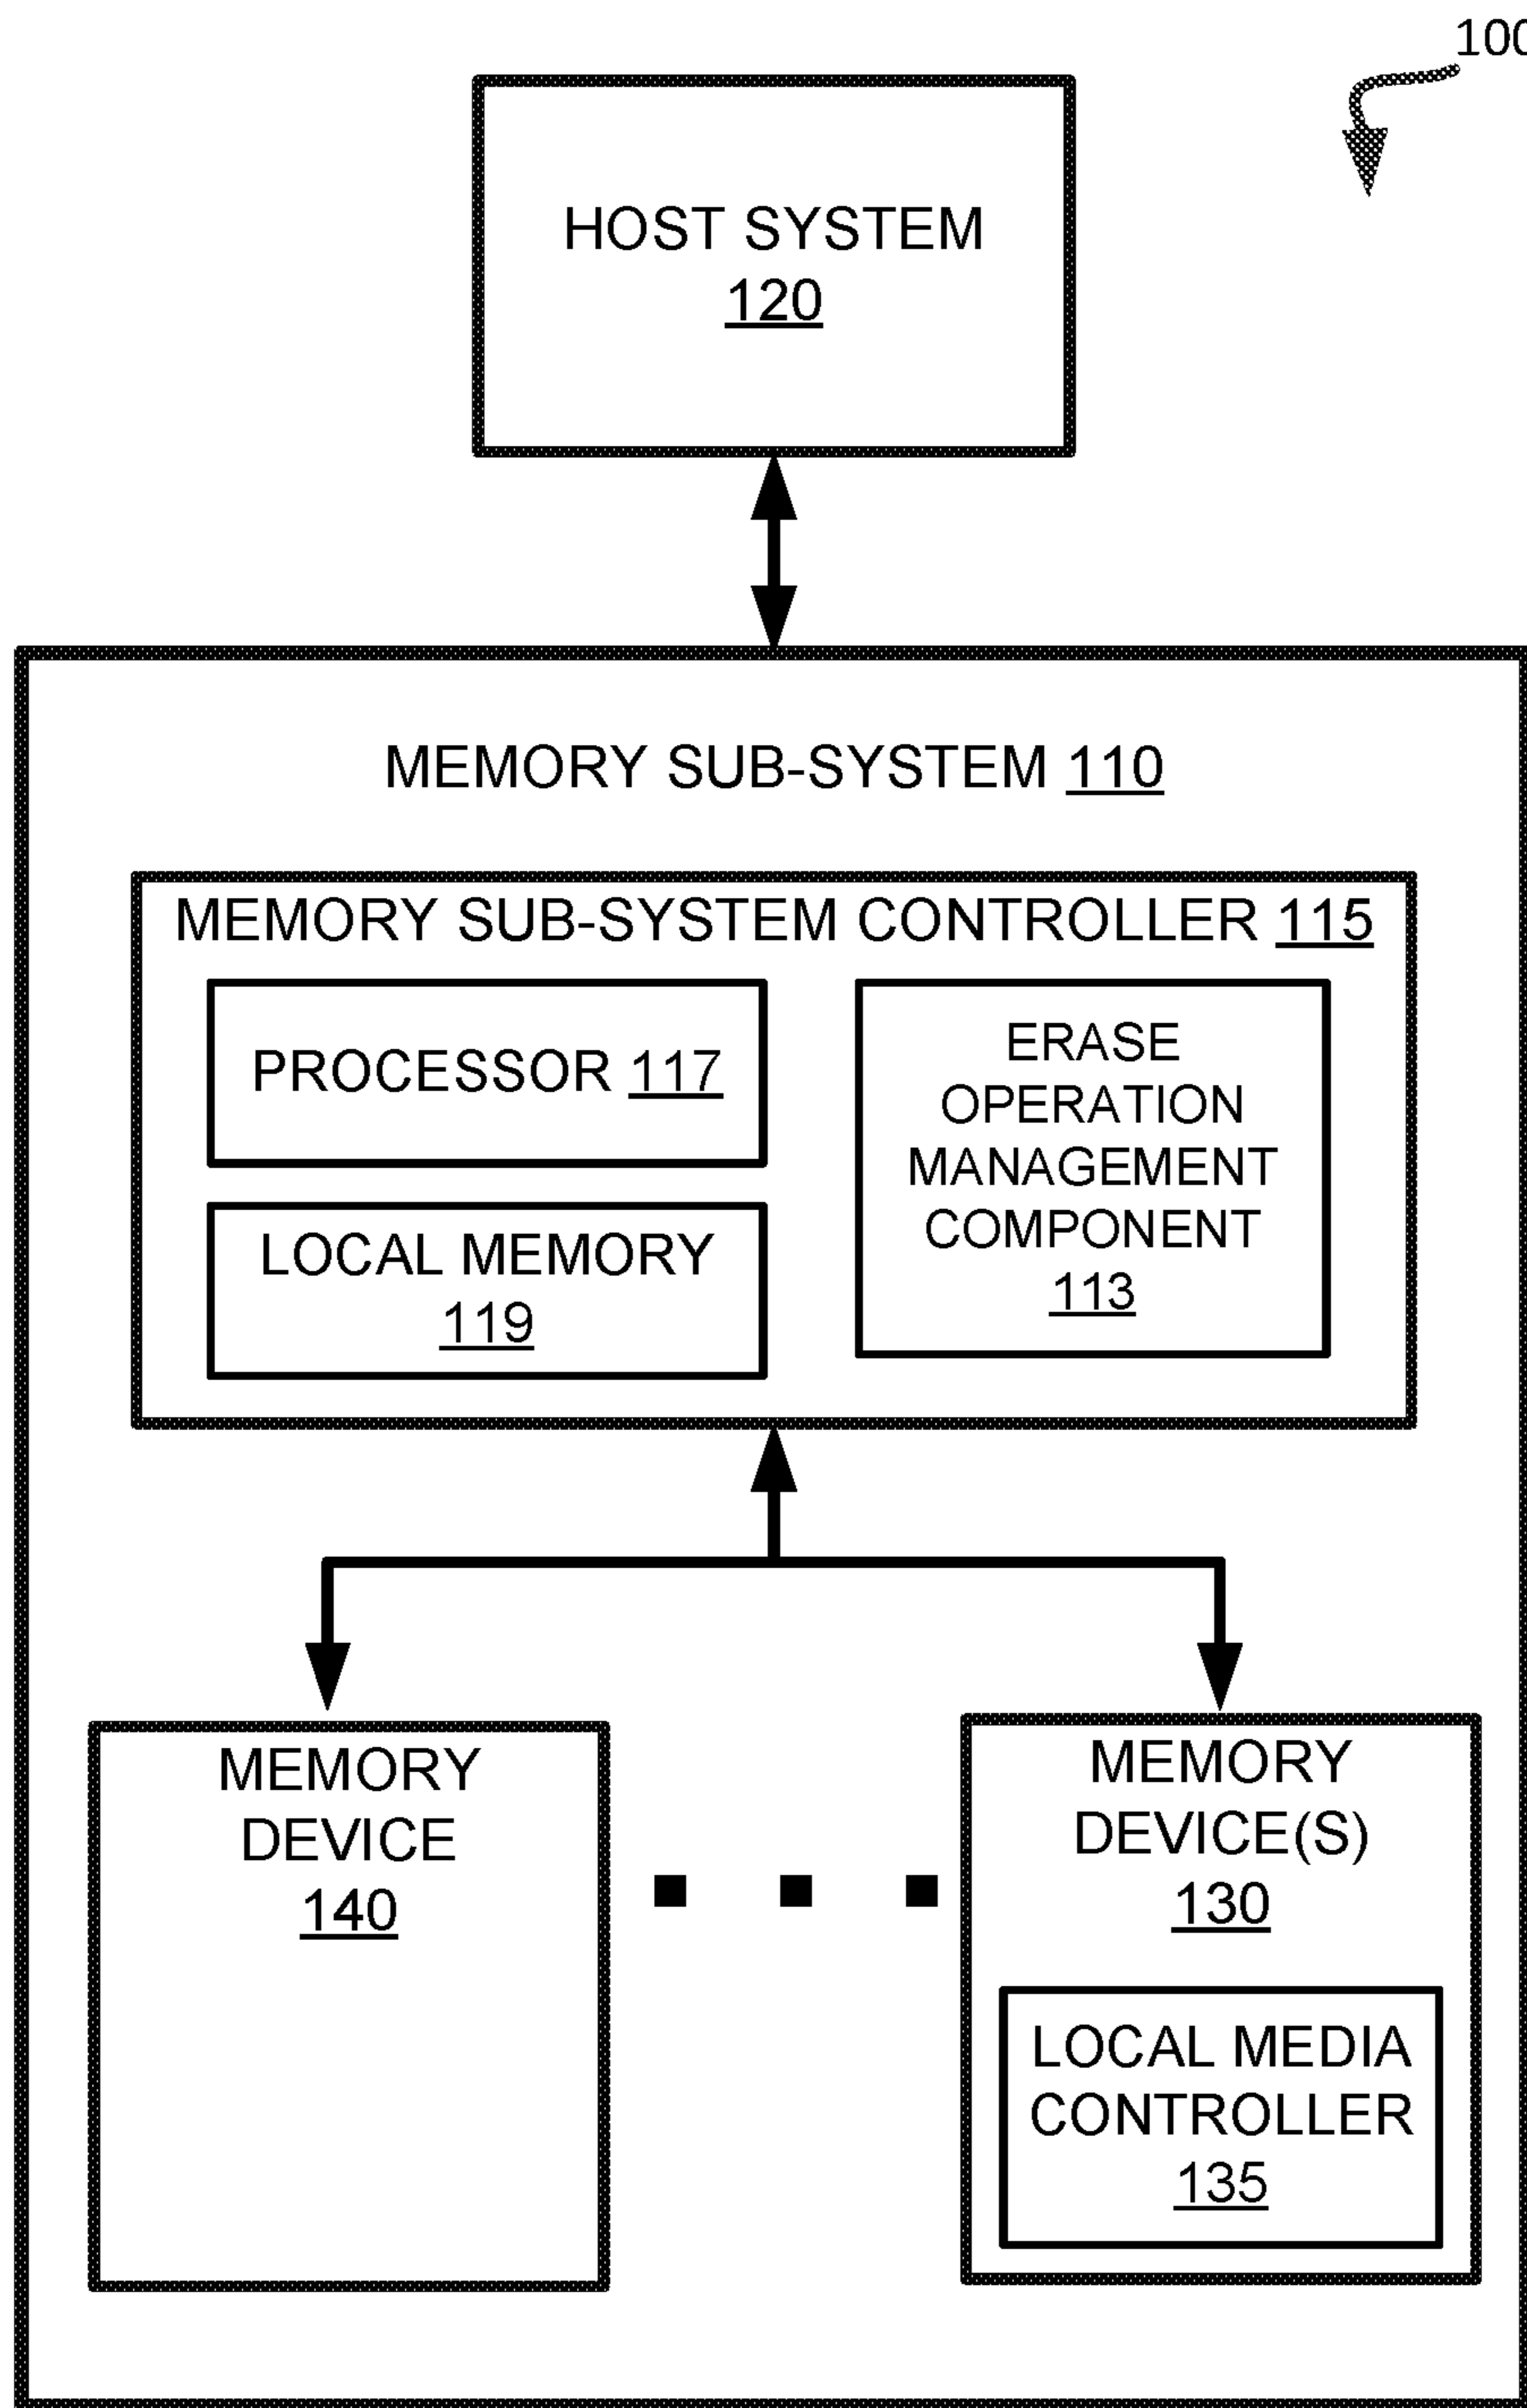 100
HOST SYSTEM
120
MEMORY SUB-SYSTEM 110
MEMORY SUB-SYSTEM CONTROLLER 115
PROCESSOR 117
LOCAL MEMORY
119
ERASE
OPERATION
MANAGEMENT
COMPONENT
113
MEMORY
DEVICE
140
MEMORY
DEVICE(S)
130
LOCAL MEDIA
CONTROLLER
135